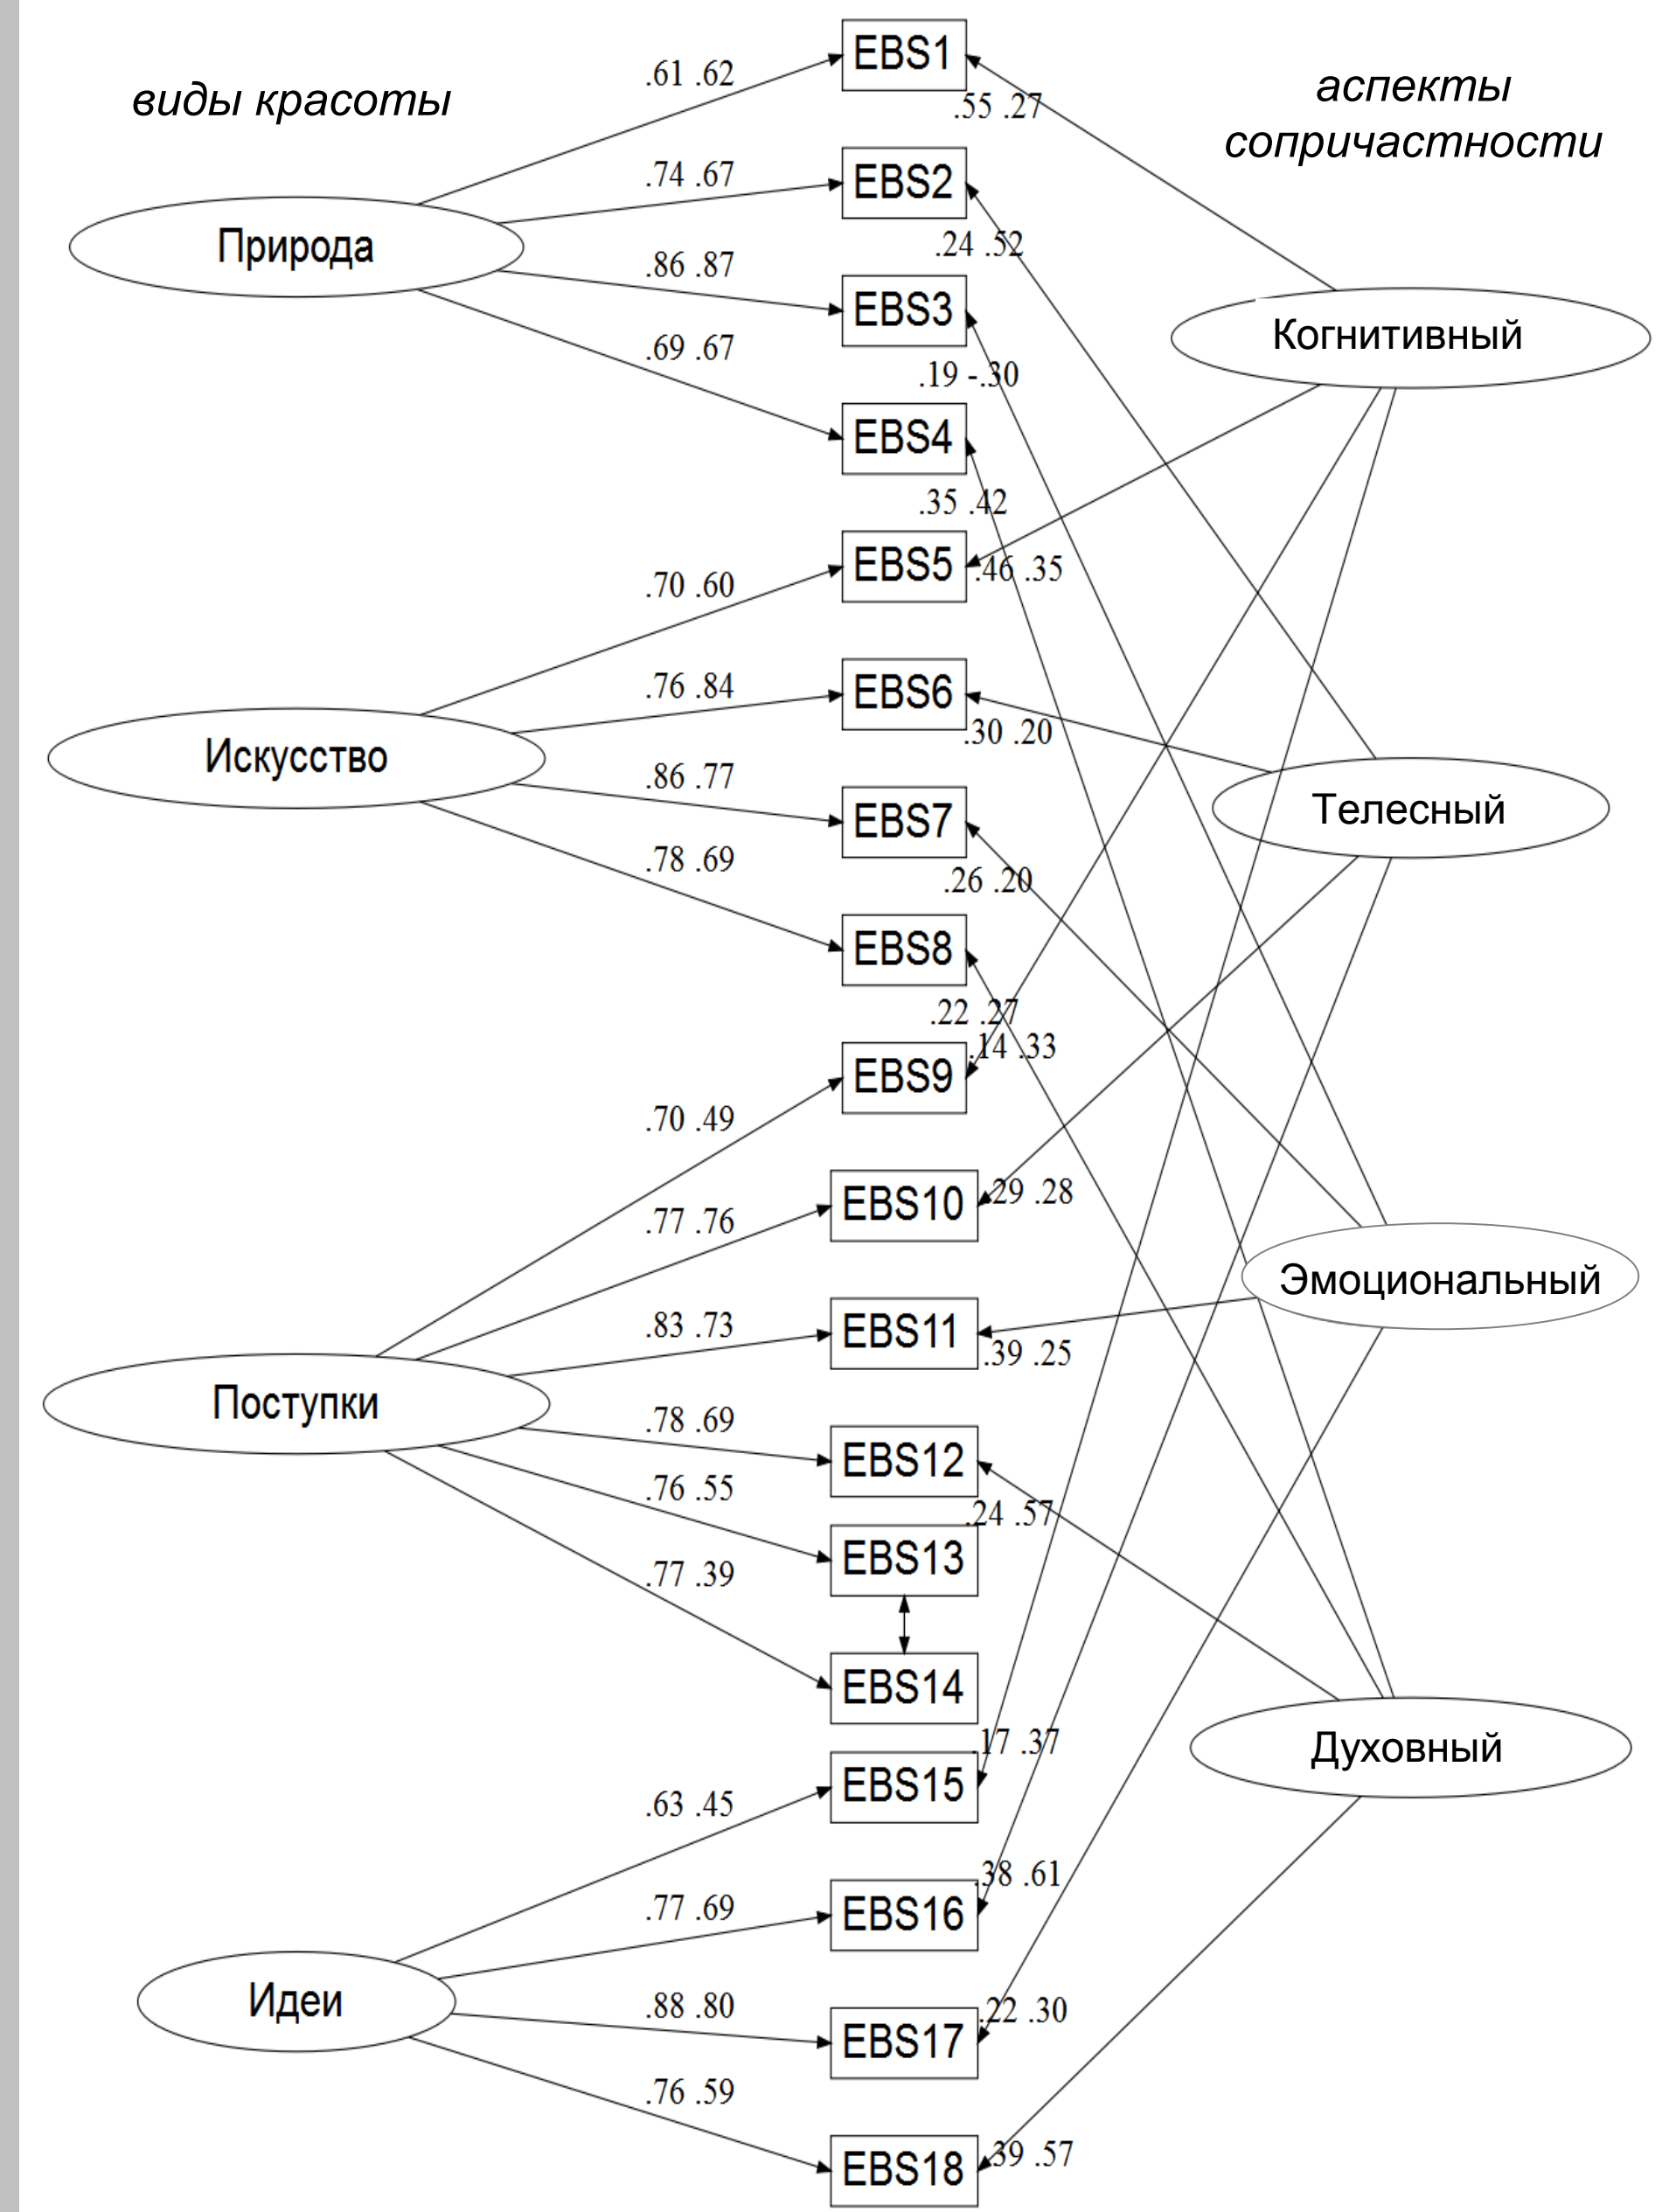 виды красоты
аспекты
сопричастности
EBS1
.61 .62
.55 .27
EBS2
.74 .67
.24 .52
Природа
EBS3
.86 .87
.19 -.30
Когнитивный
EBS4
.69 .67
.35 .42
EBS5
.70 .60
.46 .35
EBS6
.76 .84
.30 .20
Искусство
EBS7
.86 .77
.26 .20
Телесный
EBS8
.78 .69
.22 .27
EBS9
.14 .33
.70 .49
EBS10
.77 .76
.29 .28
EBS11
.83 .73
.39 .25
Эмоциональный
Поступки
EBS12
.78 .69
.24 .57
EBS13
.76 .55
EBS14
.77 .39
.17 .37
EBS15
.63 .45
Духовный
.38 .61
EBS16
.77 .69
Идеи
EBS17
.88 .80
.22 .30
EBS18
.76 .59
.39 .57